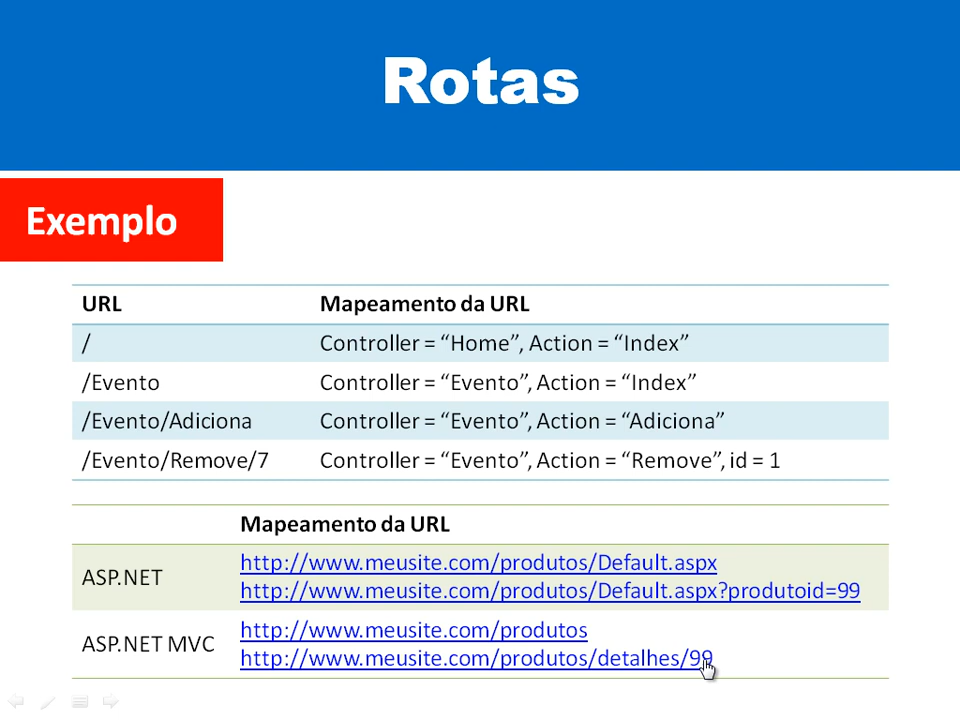 Rotas
Exemplo
URL Mapeamento da URL
/ Controller = “Home”, Action = “Index”
/Evento Controller = “Evento”, Action = “Index”
/Evento/Adiciona Controller = “Evento”, Action = “Adiciona”
/Evento/Remove/7 Controller = “Evento”, Action = “Remove”, id = 1
Mapeamento da URL
ASP.NET
http://www.meusite.com/produtos/Default.aspx
http://www.meusite.com/produtos/Default.aspx?produtoid=99
ASP.NET MVC
http://www.meusite.com/produtos
http://www.meusite.com/produtos/detalhes/99